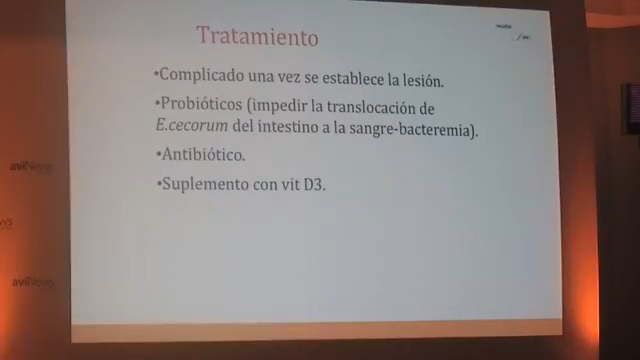 Tratamiento
•Complicado una vez se establece la lesión.
•Probióticos (impedir la translocación de
E.cecorum del intestino a la sangre-bacteremia).
•Antibiótico.
•Suplemento con vit D3.
aviNews
ws
aviNews